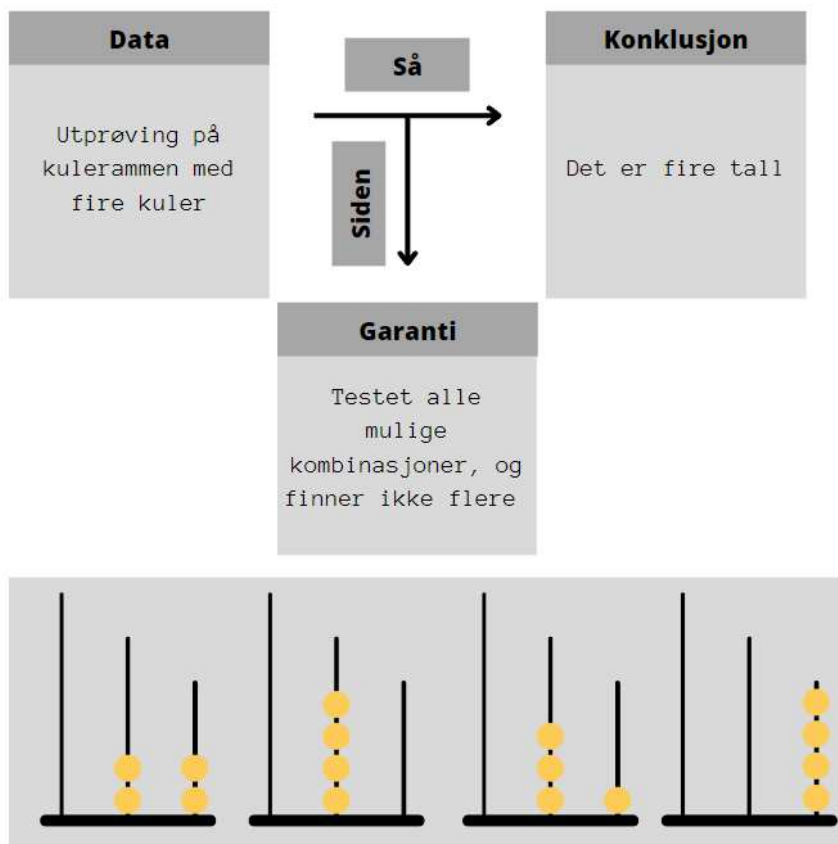 Data
Så
Konklusjon
Utprøving på
kulerammen med
fire kuler
Siden
Det er fire tall
Garanti
Testet alle
mulige
kombinasjoner, og
finner ikke flere